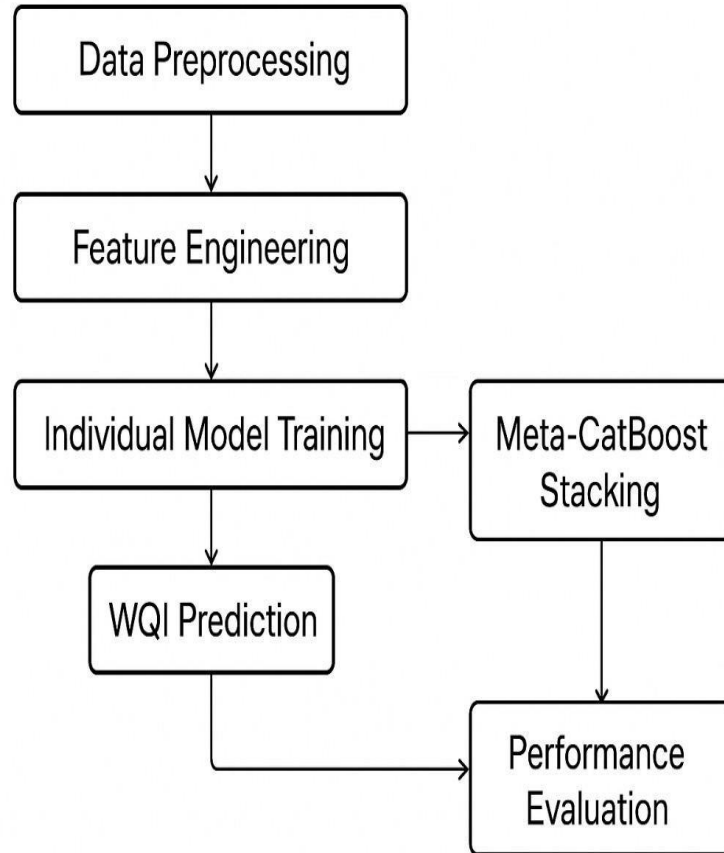 Data Preprocessing
Feature Engineering
Individual Model Training
Meta-CatBoost
Stacking
WQI Prediction
Performance
Evaluation